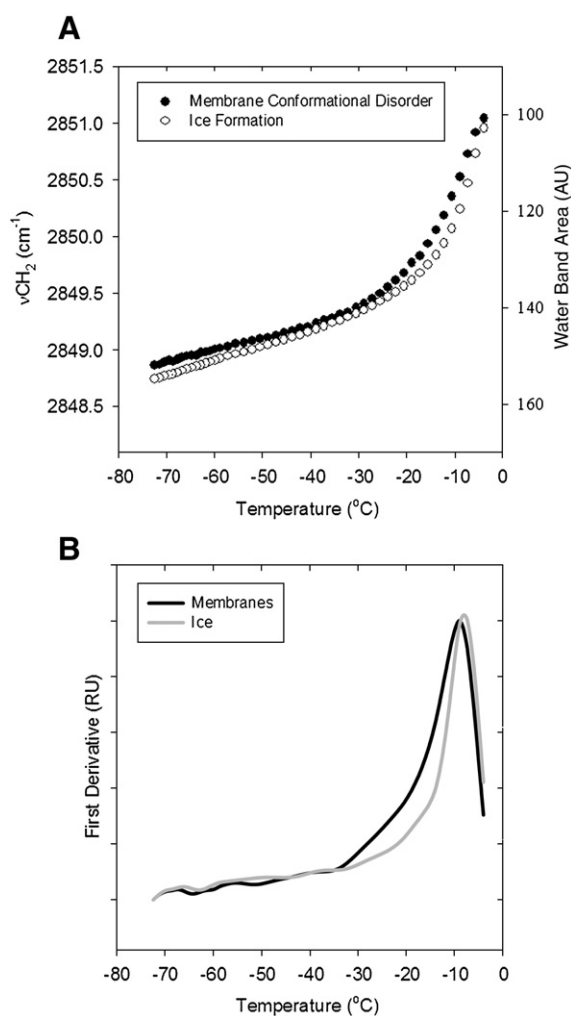 A
2851.5
2851.0
2850.5
2850.0
2849.5
2849.0
2848.5
νCH2 (cm-1)
Membrane Conformational Disorder
Ice Formation
100
120
140
160
Water Band Area (AU)
-80 -70 -60 -50 -40 -30 -20 -10 0
Temperature (oC)
B
Membranes
Ice
First Derivative (RU)
-80 -70 -60 -50 -40 -30 -20 -10 0
Temperature (oC)